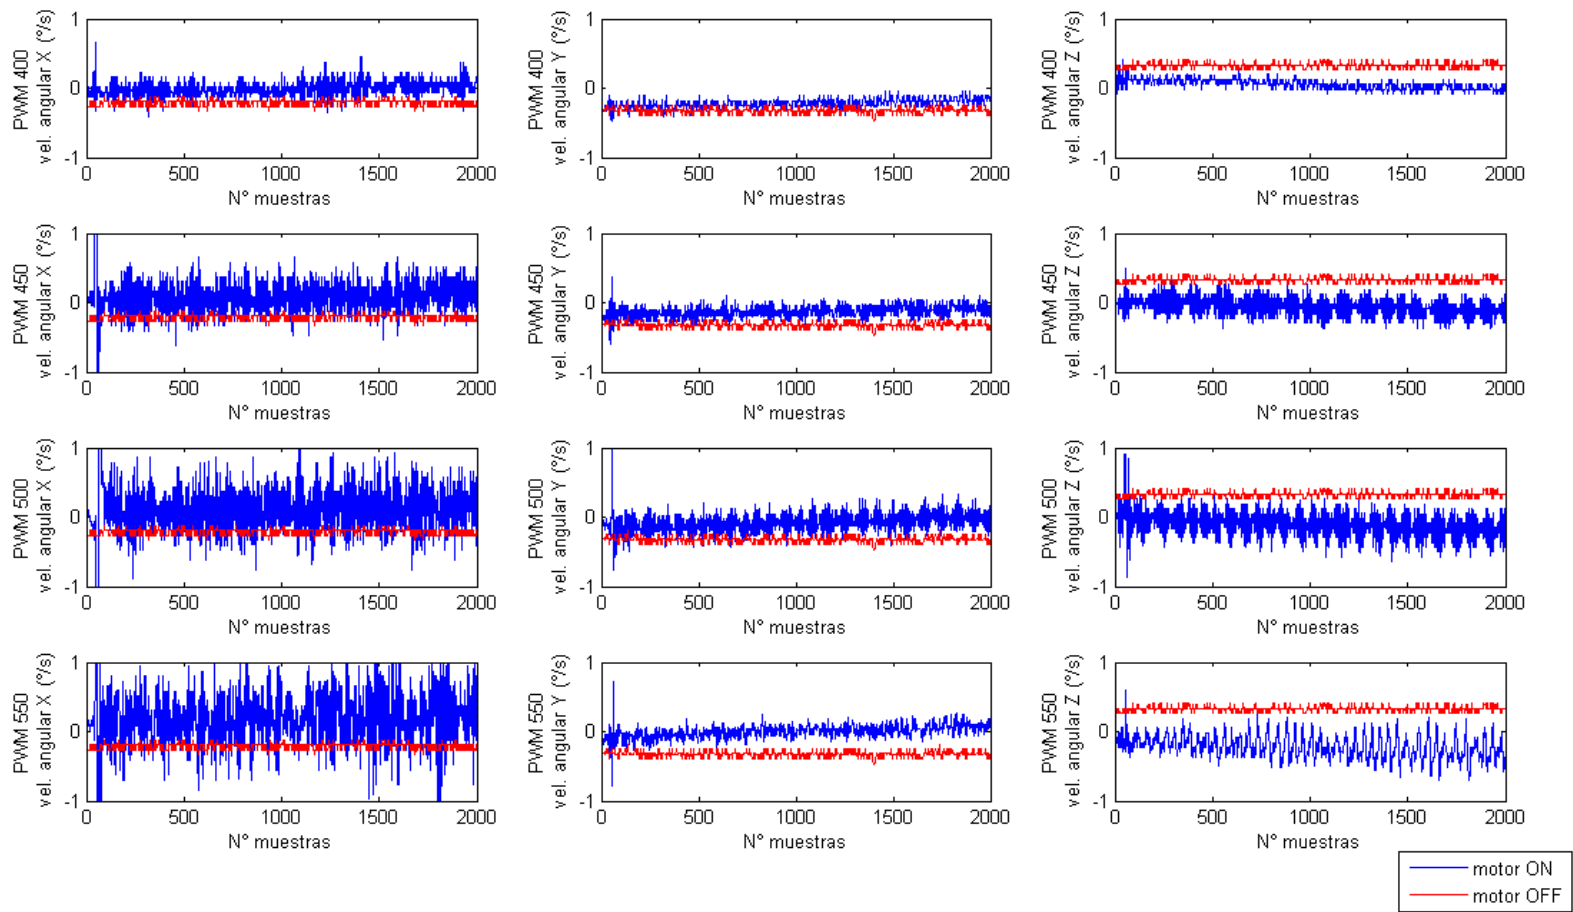 PWM 400
vel. angular X (°/s)
1
0
-1
0 500 1000 1500 2000
N° muestras
PWM 400
vel. angular Y (°/s)
1
0
-1
0 500 1000 1500 2000
N° muestras
PWM 400
vel. angular Z (°/s)
1
0
-1
0 500 1000 1500 2000
N° muestras
PWM 450
vel. angular X (°/s)
1
0
-1
0 500 1000 1500 2000
N° muestras
PWM 450
vel. angular Y (°/s)
1
0
-1
0 500 1000 1500 2000
N° muestras
PWM 450
vel. angular Z (°/s)
1
0
-1
0 500 1000 1500 2000
N° muestras
PWM 500
vel. angular X (°/s)
1
0
-1
0 500 1000 1500 2000
N° muestras
PWM 500
vel. angular Y (°/s)
1
0
-1
0 500 1000 1500 2000
N° muestras
PWM 500
vel. angular Z (°/s)
1
0
-1
0 500 1000 1500 2000
N° muestras
PWM 550
vel. angular X (°/s)
1
0
-1
0 500 1000 1500 2000
N° muestras
PWM 550
vel. angular Y (°/s)
1
0
-1
0 500 1000 1500 2000
N° muestras
PWM 550
vel. angular Z (°/s)
1
0
-1
0 500 1000 1500 2000
N° muestras
motor ON
motor OFF